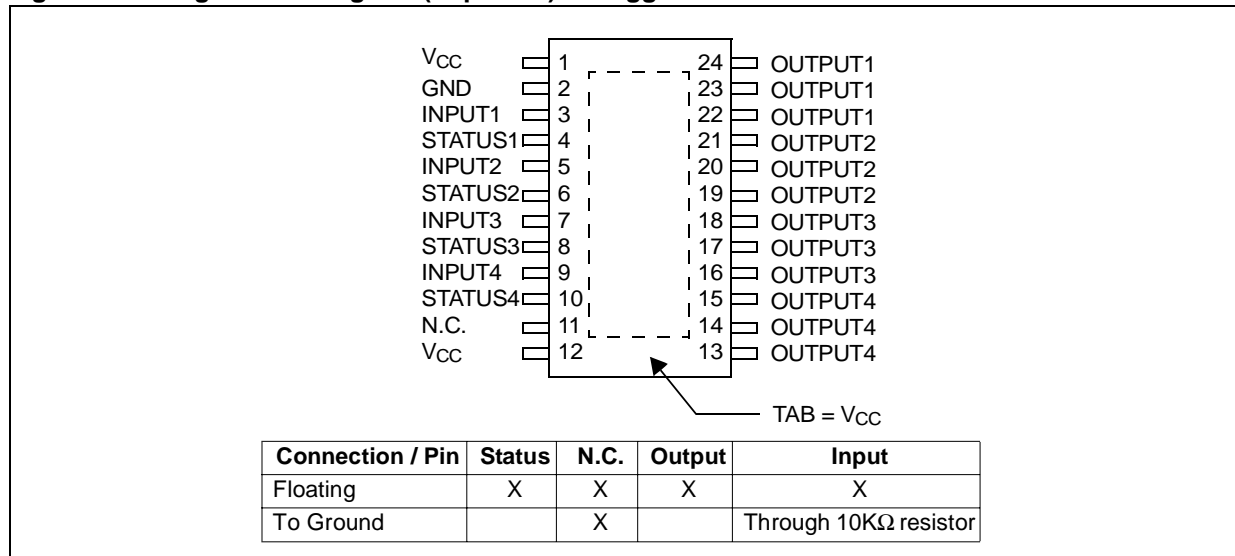 V_CC 1 24 OUTPUT1
GND 2 23 OUTPUT1
INPUT1 3 22 OUTPUT1
STATUS1 4 21 OUTPUT2
INPUT2 5 20 OUTPUT2
STATUS2 6 19 OUTPUT2
INPUT3 7 18 OUTPUT3
STATUS3 8 17 OUTPUT3
INPUT4 9 16 OUTPUT3
STATUS4 10 15 OUTPUT4
N.C. 11 14 OUTPUT4
V_CC 12 13 OUTPUT4
TAB = V_CC
Connection / Pin Status N.C. Output Input
Floating X X X X
To Ground X Through 10KΩ resistor